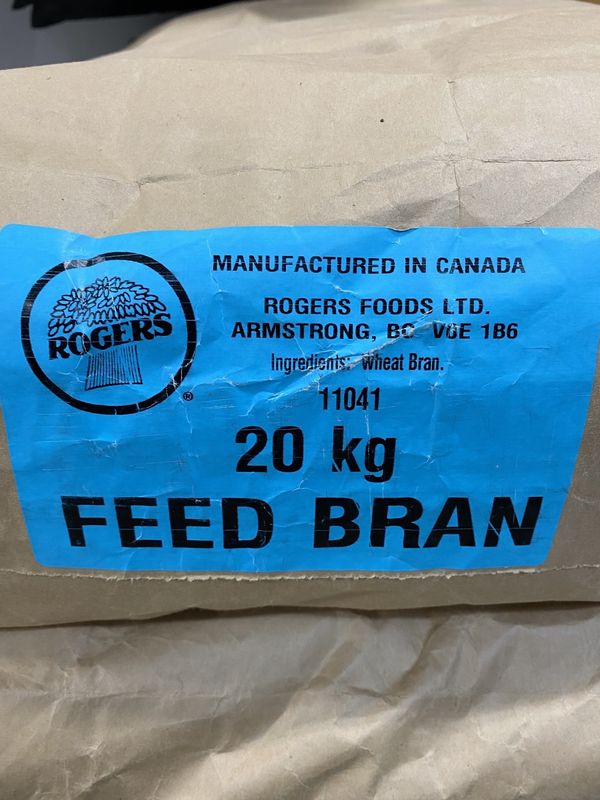 MANUFACTURED IN CANADA
ROGERS FOODS LTD.
ARMSTRONG, BC V0E 1B6
Ingredients: Wheat Bran.
11041
20 kg
FEED BRAN
ROGERS
®